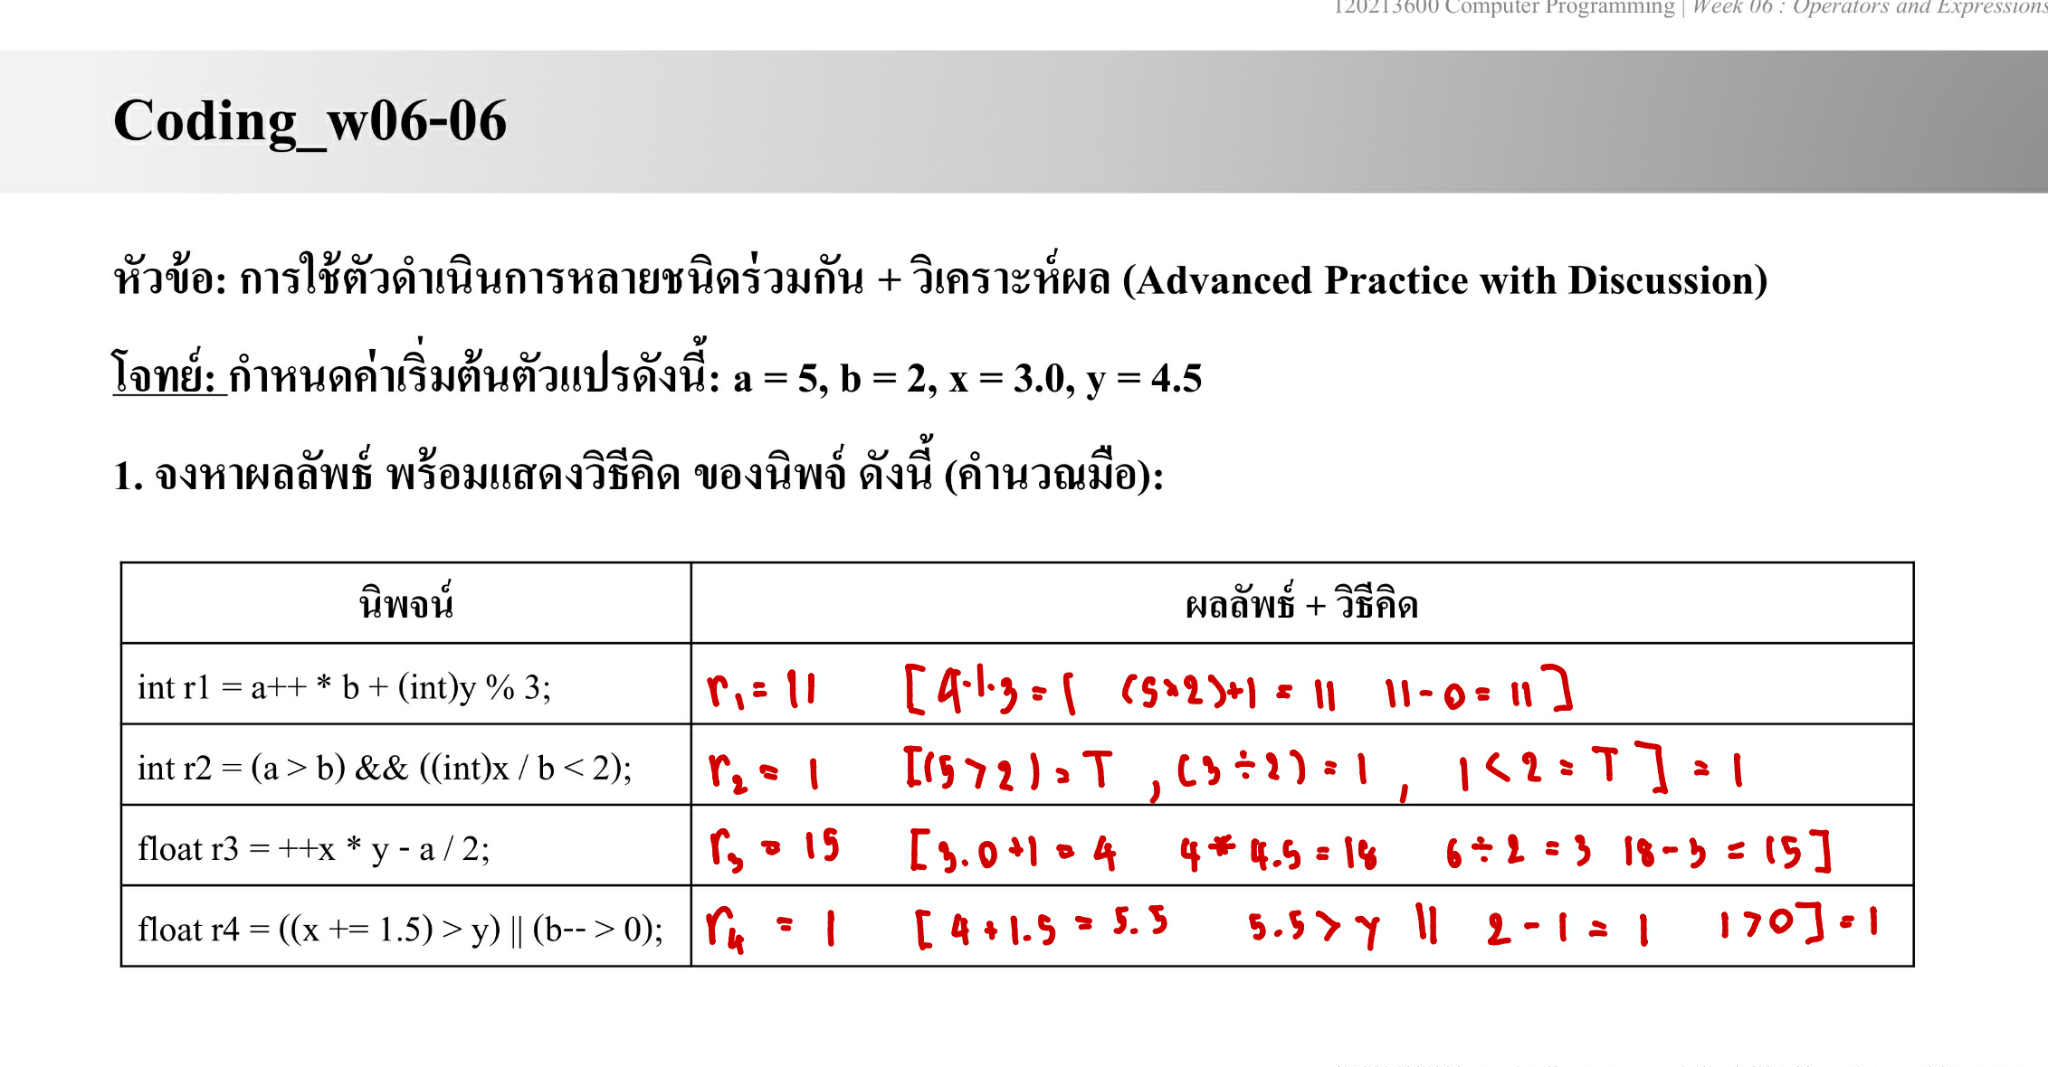 120213600 Computer Programming | Week 06 : Operators and Expressions
Coding_w06-06
หัวข้อ: การใช้ตัวดำเนินการหลายชนิดร่วมกัน + วิเคราะห์ผล (Advanced Practice with Discussion)
โจทย์: กำหนดค่าเริ่มต้นตัวแปรดังนี้: a = 5, b = 2, x = 3.0, y = 4.5
1. จงหาผลลัพธ์ พร้อมแสดงวิธีคิด ของนิพจ์ ดังนี้ (คำนวณมือ):
นิพจน์ ผลลัพธ์ + วิธีคิด
int r1 = a++ * b + (int)y % 3; r1 = 11 [4 % 3 = 1 (5×2)+1 = 11 11-0 = 11]
int r2 = (a > b) && ((int)x / b < 2); r2 = 1 [(5>2) = T , (3÷2) = 1 , 1<2 = T ] = 1
float r3 = ++x * y - a / 2; r3 = 15 [3.0+1 = 4 4*4.5 = 18 6÷2 = 3 18-3 = 15]
float r4 = ((x += 1.5) > y) || (b-- > 0); r4 = 1 [4+1.5 = 5.5 5.5>y || 2-1 = 1 1>0] = 1